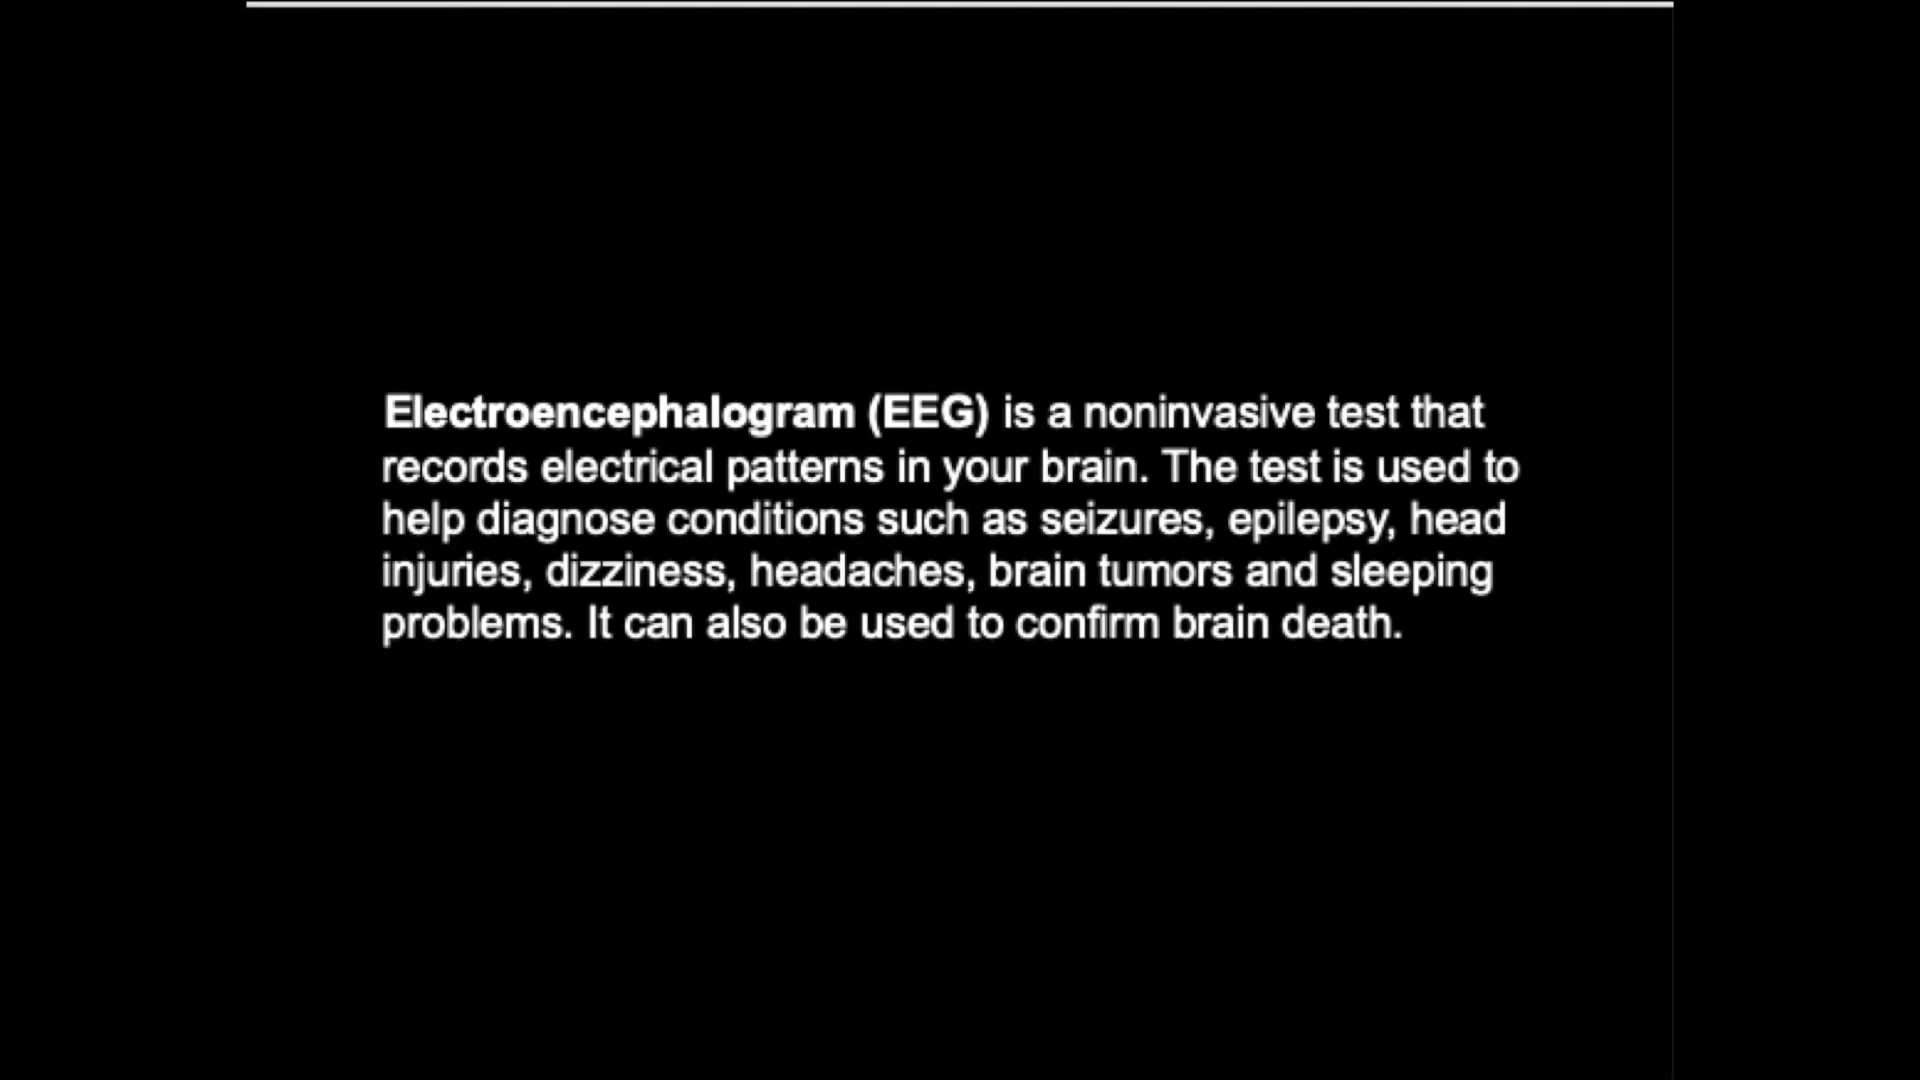 Electroencephalogram (EEG) is a noninvasive test that
records electrical patterns in your brain. The test is used to
help diagnose conditions such as seizures, epilepsy, head
injuries, dizziness, headaches, brain tumors and sleeping
problems. It can also be used to confirm brain death.